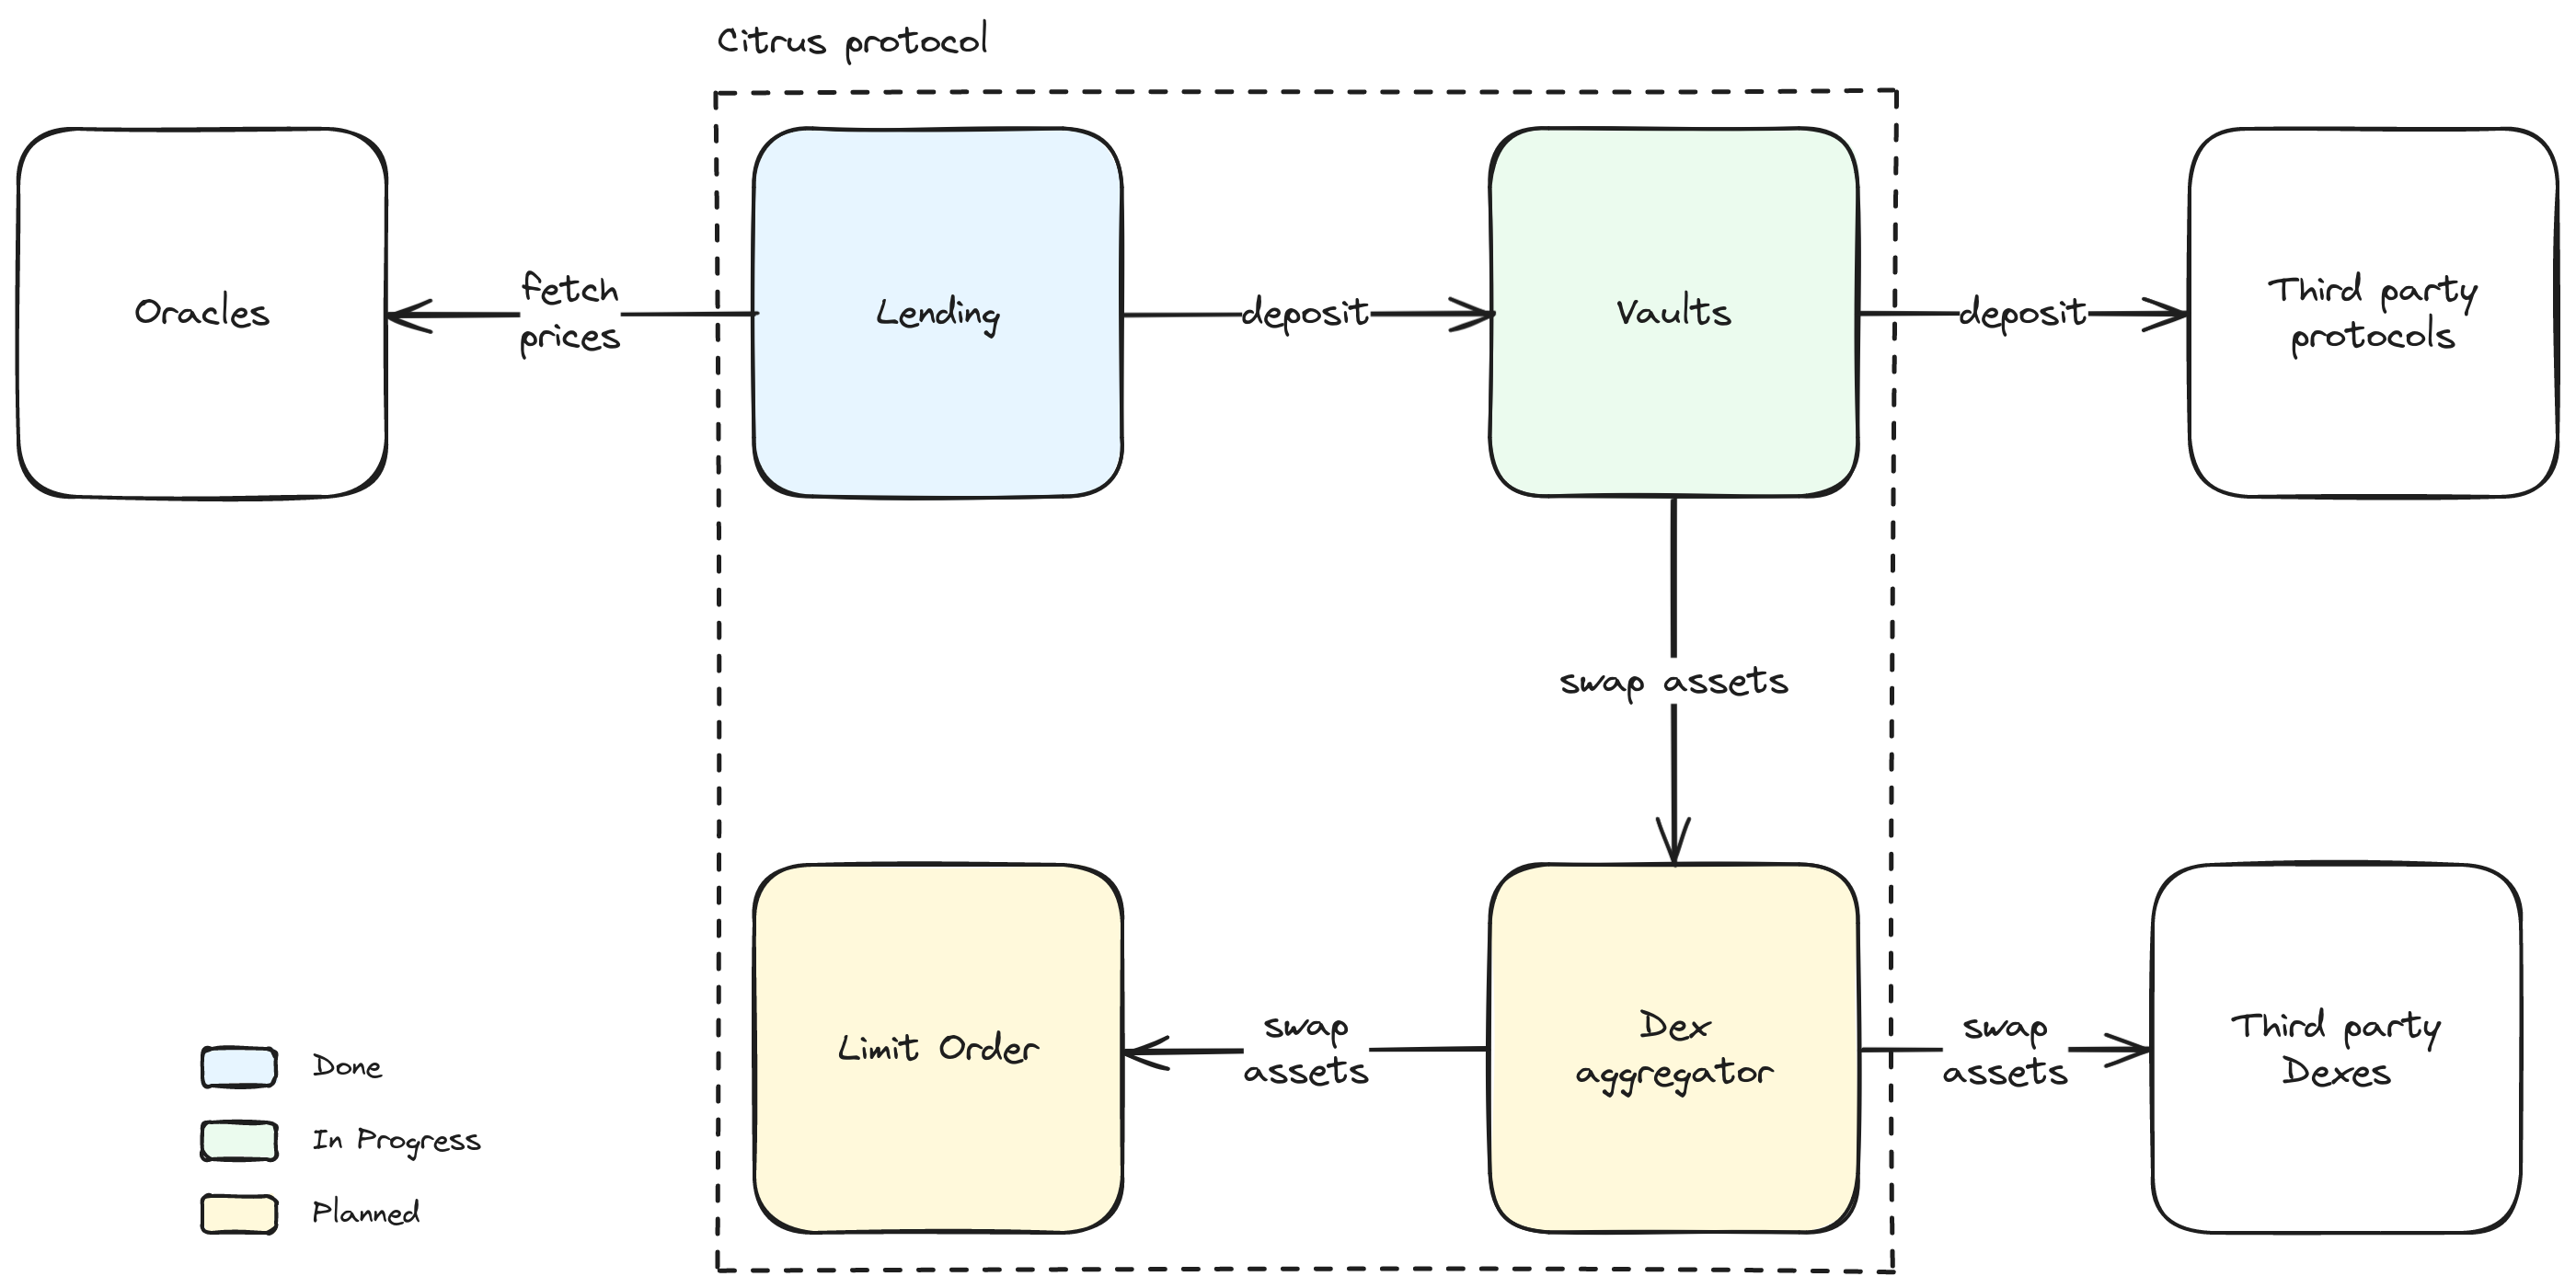 Citrus protocol
Oracles
fetch
prices
Lending
deposit
Vaults
deposit
Third party
protocols
swap assets
Limit Order
swap
assets
Dex
aggregator
swap
assets
Third party
Dexes
Done
In Progress
Planned